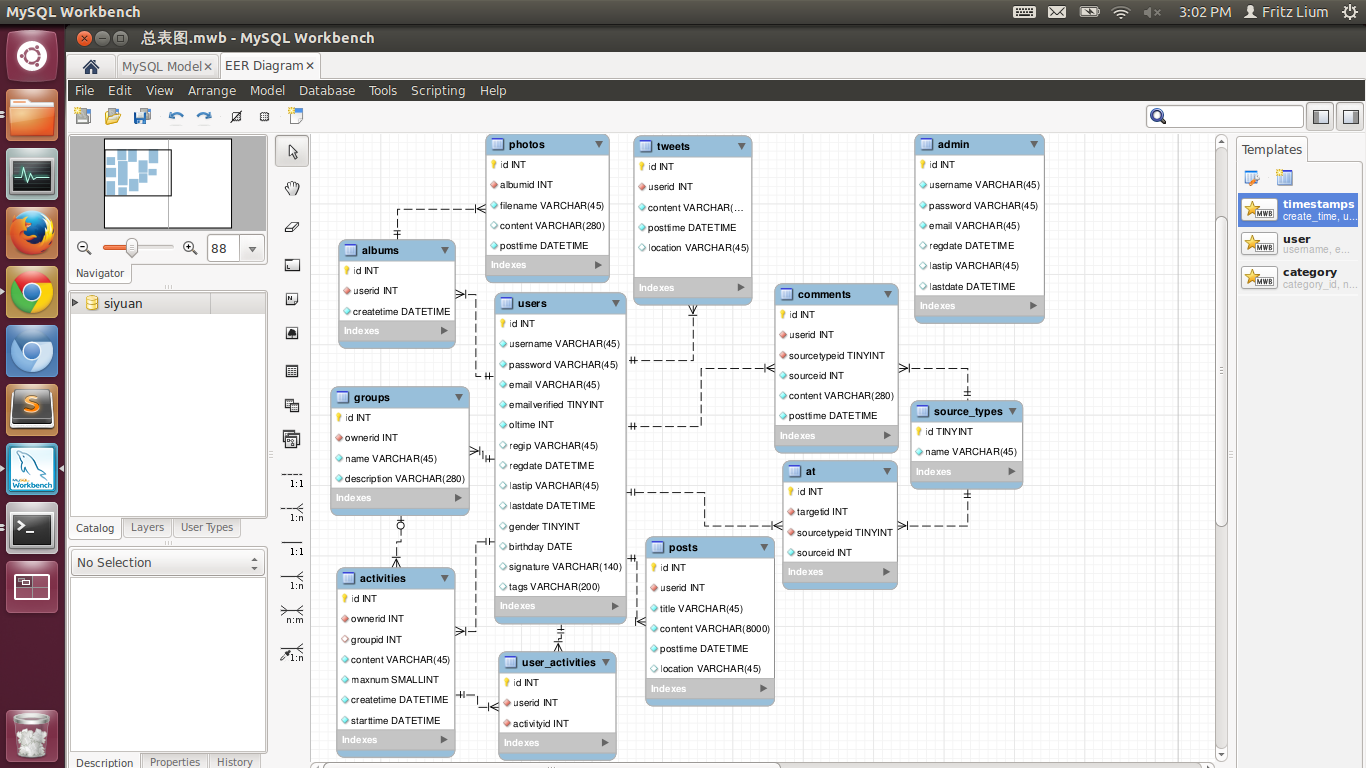 MySQL Workbench
3:02 PM
Fritz Lium
总表图.mwb - MySQL Workbench
MySQL Model×
EER Diagram×
File Edit View Arrange Model Database Tools Scripting Help
88
Navigator
siyuan
Catalog Layers User Types
No Selection
Description Properties History
1:1
1:n
1:1
1:n
n:m
1:n
photos
id INT
albumid INT
filename VARCHAR(45)
content VARCHAR(280)
posttime DATETIME
Indexes
tweets
id INT
userid INT
content VARCHAR(...
posttime DATETIME
location VARCHAR(45)
Indexes
admin
id INT
username VARCHAR(45)
password VARCHAR(45)
email VARCHAR(45)
regdate DATETIME
lastip VARCHAR(45)
lastdate DATETIME
Indexes
albums
id INT
userid INT
createtime DATETIME
Indexes
users
id INT
username VARCHAR(45)
password VARCHAR(45)
email VARCHAR(45)
emailverified TINYINT
oltime INT
regip VARCHAR(45)
regdate DATETIME
lastip VARCHAR(45)
lastdate DATETIME
gender TINYINT
birthday DATE
signature VARCHAR(140)
tags VARCHAR(200)
Indexes
comments
id INT
userid INT
sourcetypeid TINYINT
sourceid INT
content VARCHAR(280)
posttime DATETIME
Indexes
groups
id INT
ownerid INT
name VARCHAR(45)
description VARCHAR(280)
Indexes
source_types
id TINYINT
name VARCHAR(45)
Indexes
at
id INT
targetid INT
sourcetypeid TINYINT
sourceid INT
Indexes
posts
id INT
userid INT
title VARCHAR(45)
content VARCHAR(8000)
posttime DATETIME
location VARCHAR(45)
Indexes
activities
id INT
ownerid INT
groupid INT
content VARCHAR(45)
maxnum SMALLINT
createtime DATETIME
starttime DATETIME
Indexes
user_activities
id INT
userid INT
activityid INT
Indexes
Templates
timestamps
create_time, u...
user
username, e...
category
category_id, n...
MWB
MWB
MWB
S
MySQL
Workbench